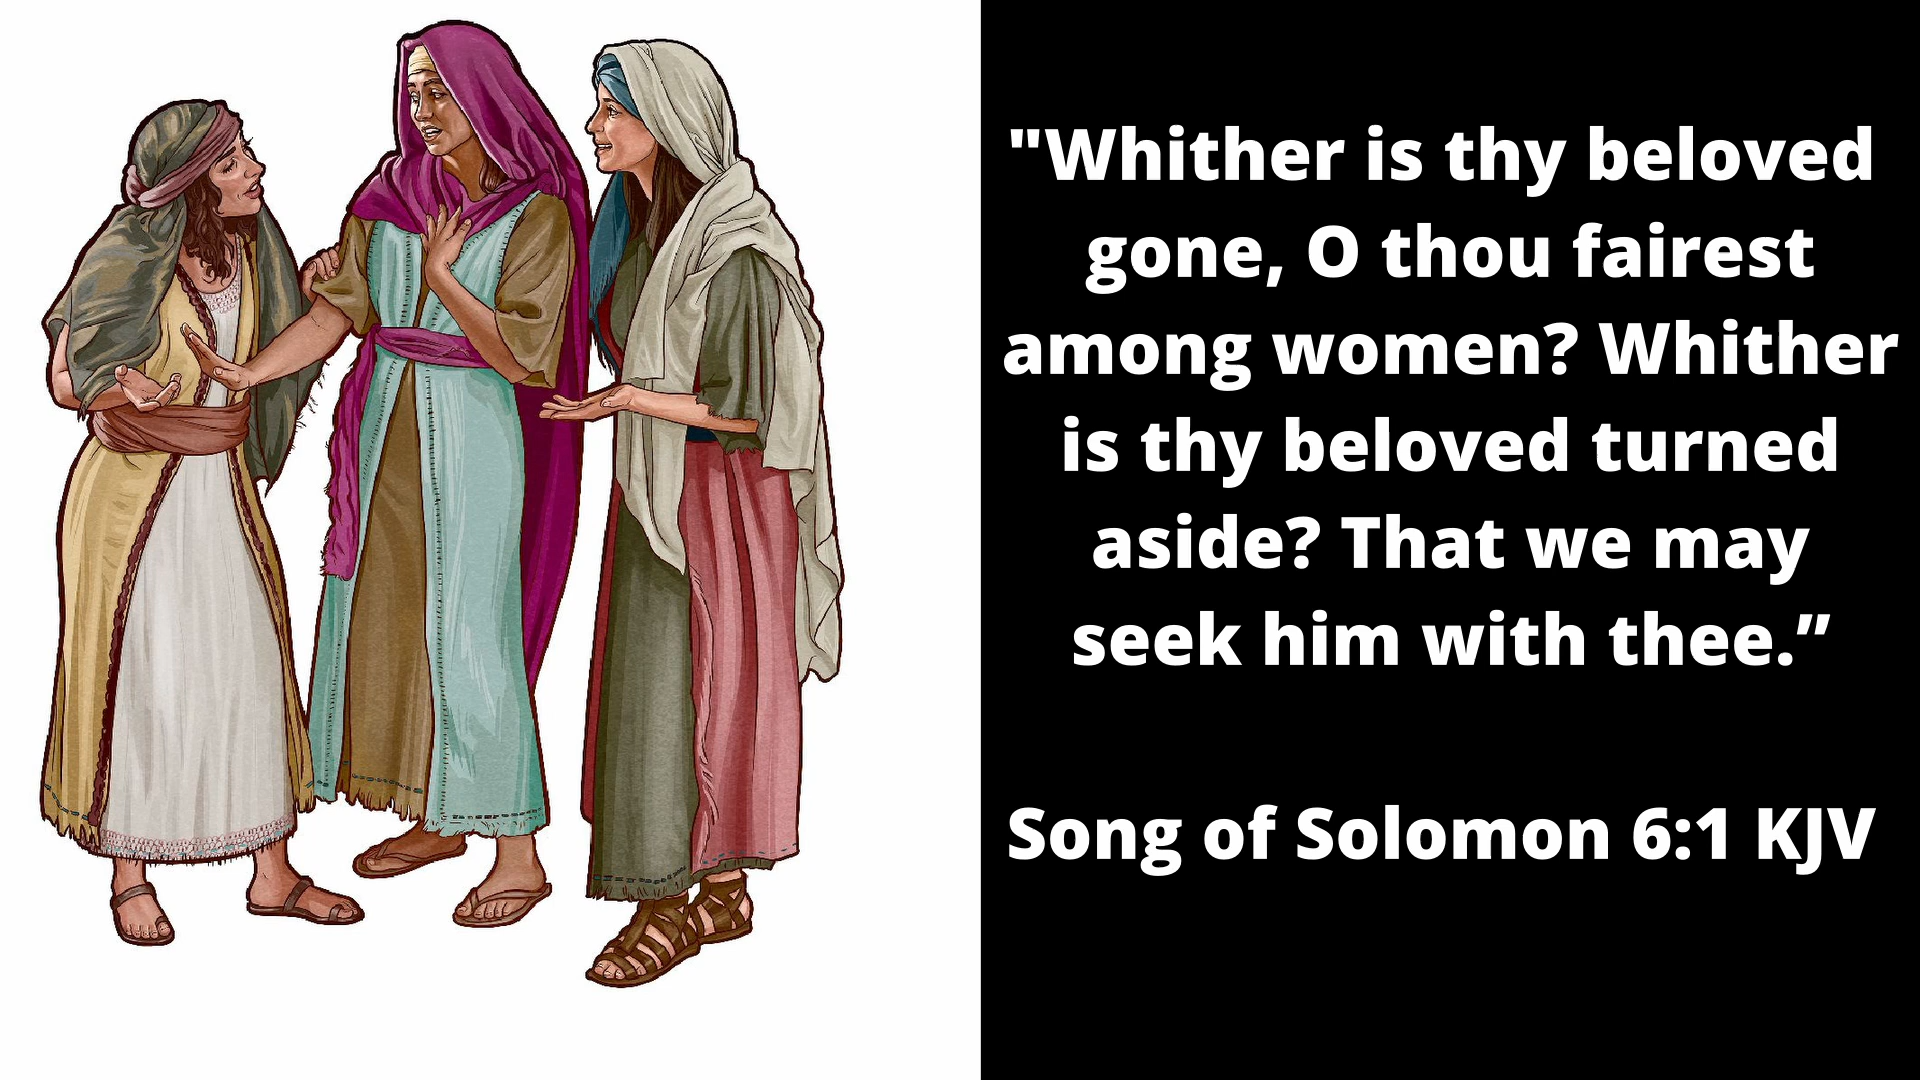 "Whither is thy beloved
gone, O thou fairest
among women? Whither
is thy beloved turned
aside? That we may
seek him with thee.”
Song of Solomon 6:1 KJV